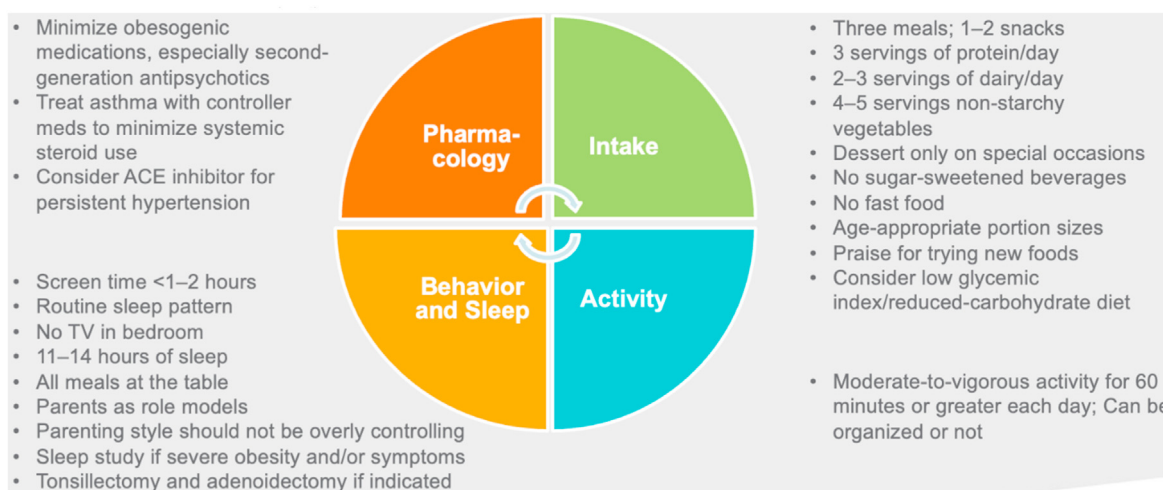 • Minimize obesogenic
medications, especially second-
generation antipsychotics
• Treat asthma with controller
meds to minimize systemic
steroid use
• Consider ACE inhibitor for
persistent hypertension
Pharma-
cology
Intake
• Three meals; 1–2 snacks
• 3 servings of protein/day
• 2–3 servings of dairy/day
• 4–5 servings non-starchy
vegetables
• Dessert only on special occasions
• No sugar-sweetened beverages
• No fast food
• Age-appropriate portion sizes
• Praise for trying new foods
• Consider low glycemic
index/reduced-carbohydrate diet
• Screen time <1–2 hours
• Routine sleep pattern
• No TV in bedroom
• 11–14 hours of sleep
• All meals at the table
• Parents as role models
• Parenting style should not be overly controlling
• Sleep study if severe obesity and/or symptoms
• Tonsillectomy and adenoidectomy if indicated
Behavior
and Sleep
Activity
• Moderate-to-vigorous activity for 60
minutes or greater each day; Can be
organized or not